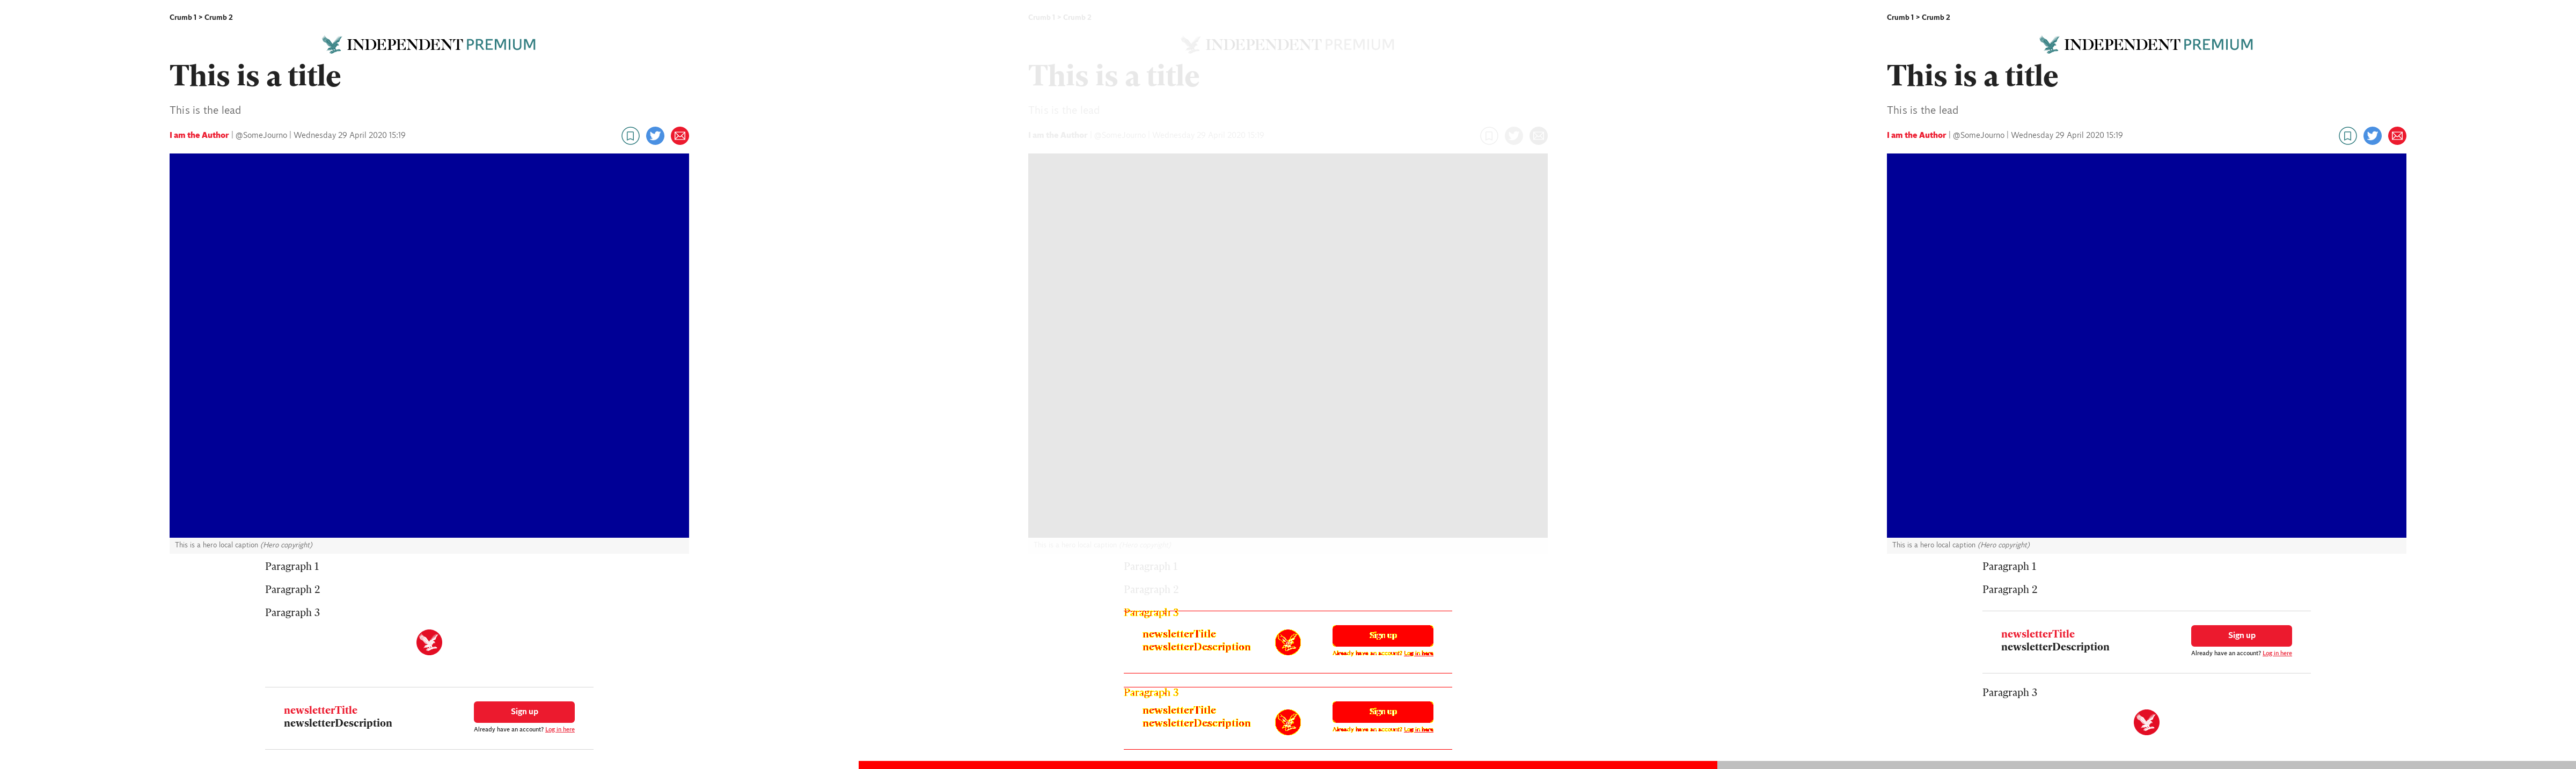 Crumb 1 > Crumb 2
INDEPENDENT PREMIUM
This is a title
This is the lead
I am the Author | @SomeJourno | Wednesday 29 April 2020 15:19
This is a hero local caption (Hero copyright)
Paragraph 1
Paragraph 2
Paragraph 3
newsletterTitle
newsletterDescription
Sign up
Already have an account? Log in here
Crumb 1 > Crumb 2
INDEPENDENT PREMIUM
This is a title
This is the lead
I am the Author | @SomeJourno | Wednesday 29 April 2020 15:19
This is a hero local caption (Hero copyright)
Paragraph 1
Paragraph 2
Paragraph 3
newsletterTitle
newsletterDescription
Sign up
Already have an account? Log in here
Paragraph 3
newsletterTitle
newsletterDescription
Sign up
Already have an account? Log in here
Crumb 1 > Crumb 2
INDEPENDENT PREMIUM
This is a title
This is the lead
I am the Author | @SomeJourno | Wednesday 29 April 2020 15:19
This is a hero local caption (Hero copyright)
Paragraph 1
Paragraph 2
newsletterTitle
newsletterDescription
Sign up
Already have an account? Log in here
Paragraph 3